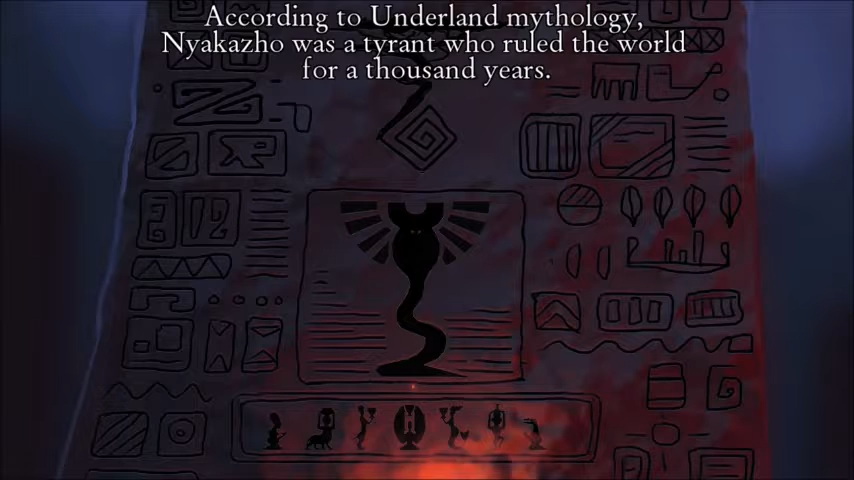 According to Underland mythology,
Nyakazho was a tyrant who ruled the world
for a thousand years.